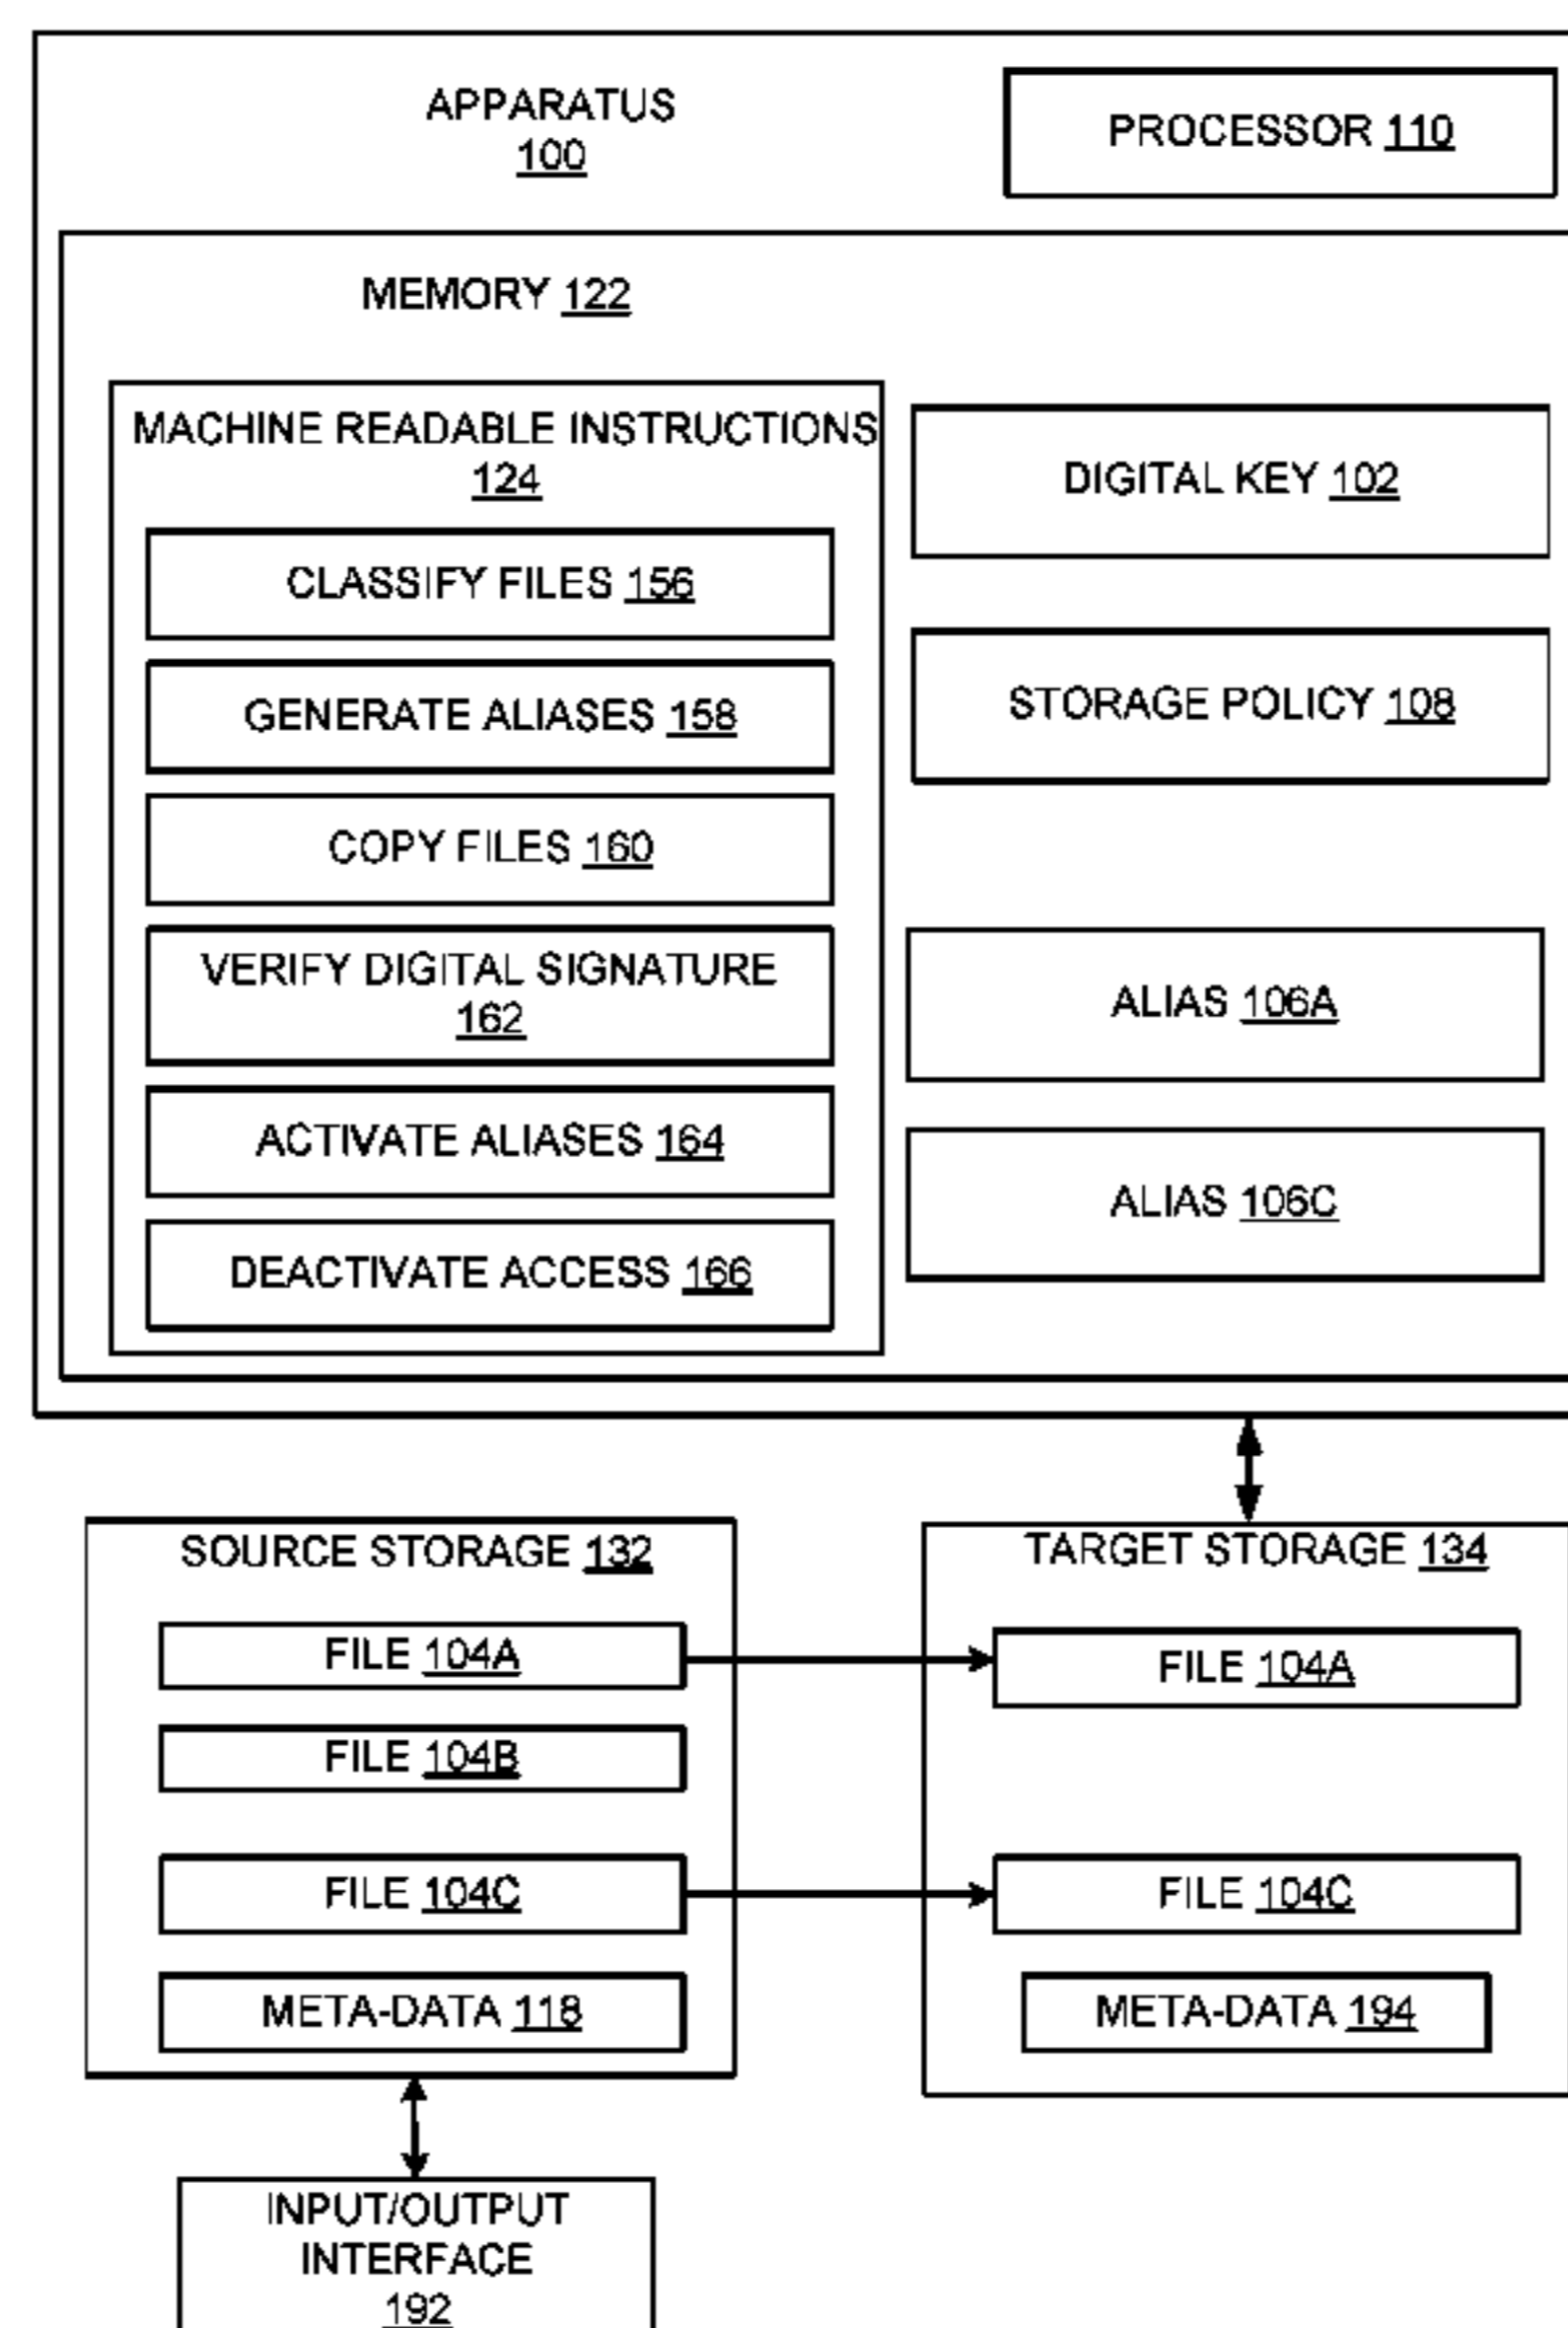 APPARATUS
100
PROCESSOR 110
MEMORY 122
MACHINE READABLE INSTRUCTIONS
124
CLASSIFY FILES 156
GENERATE ALIASES 158
COPY FILES 160
VERIFY DIGITAL SIGNATURE
162
ACTIVATE ALIASES 164
DEACTIVATE ACCESS 166
DIGITAL KEY 102
STORAGE POLICY 108
ALIAS 106A
ALIAS 106C
SOURCE STORAGE 132
FILE 104A
FILE 104B
FILE 104C
META-DATA 118
TARGET STORAGE 134
FILE 104A
FILE 104C
META-DATA 194
INPUT/OUTPUT
INTERFACE
192